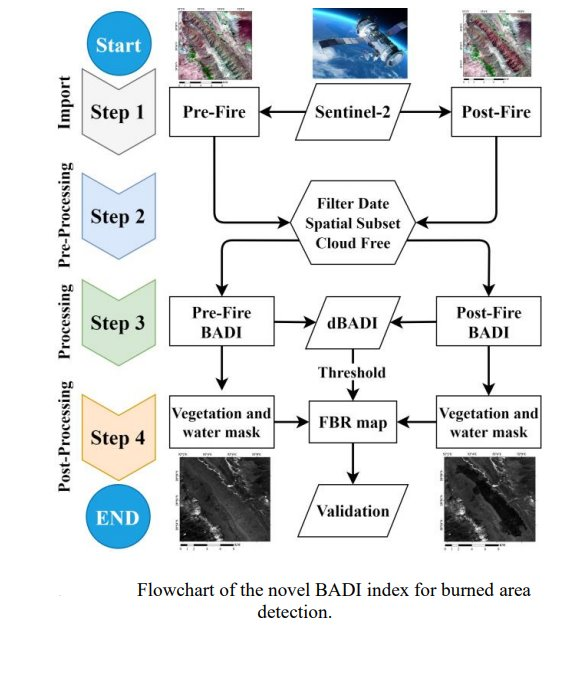 Start
Import
Step 1
Pre-Fire
Sentinel-2
Post-Fire
Pre-Processing
Step 2
Filter Date
Spatial Subset
Cloud Free
Processing
Step 3
Pre-Fire
BADI
dBADI
Post-Fire
BADI
Threshold
Post-Processing
Step 4
Vegetation and
water mask
FBR map
Vegetation and
water mask
END
Validation
Flowchart of the novel BADI index for burned area
detection.